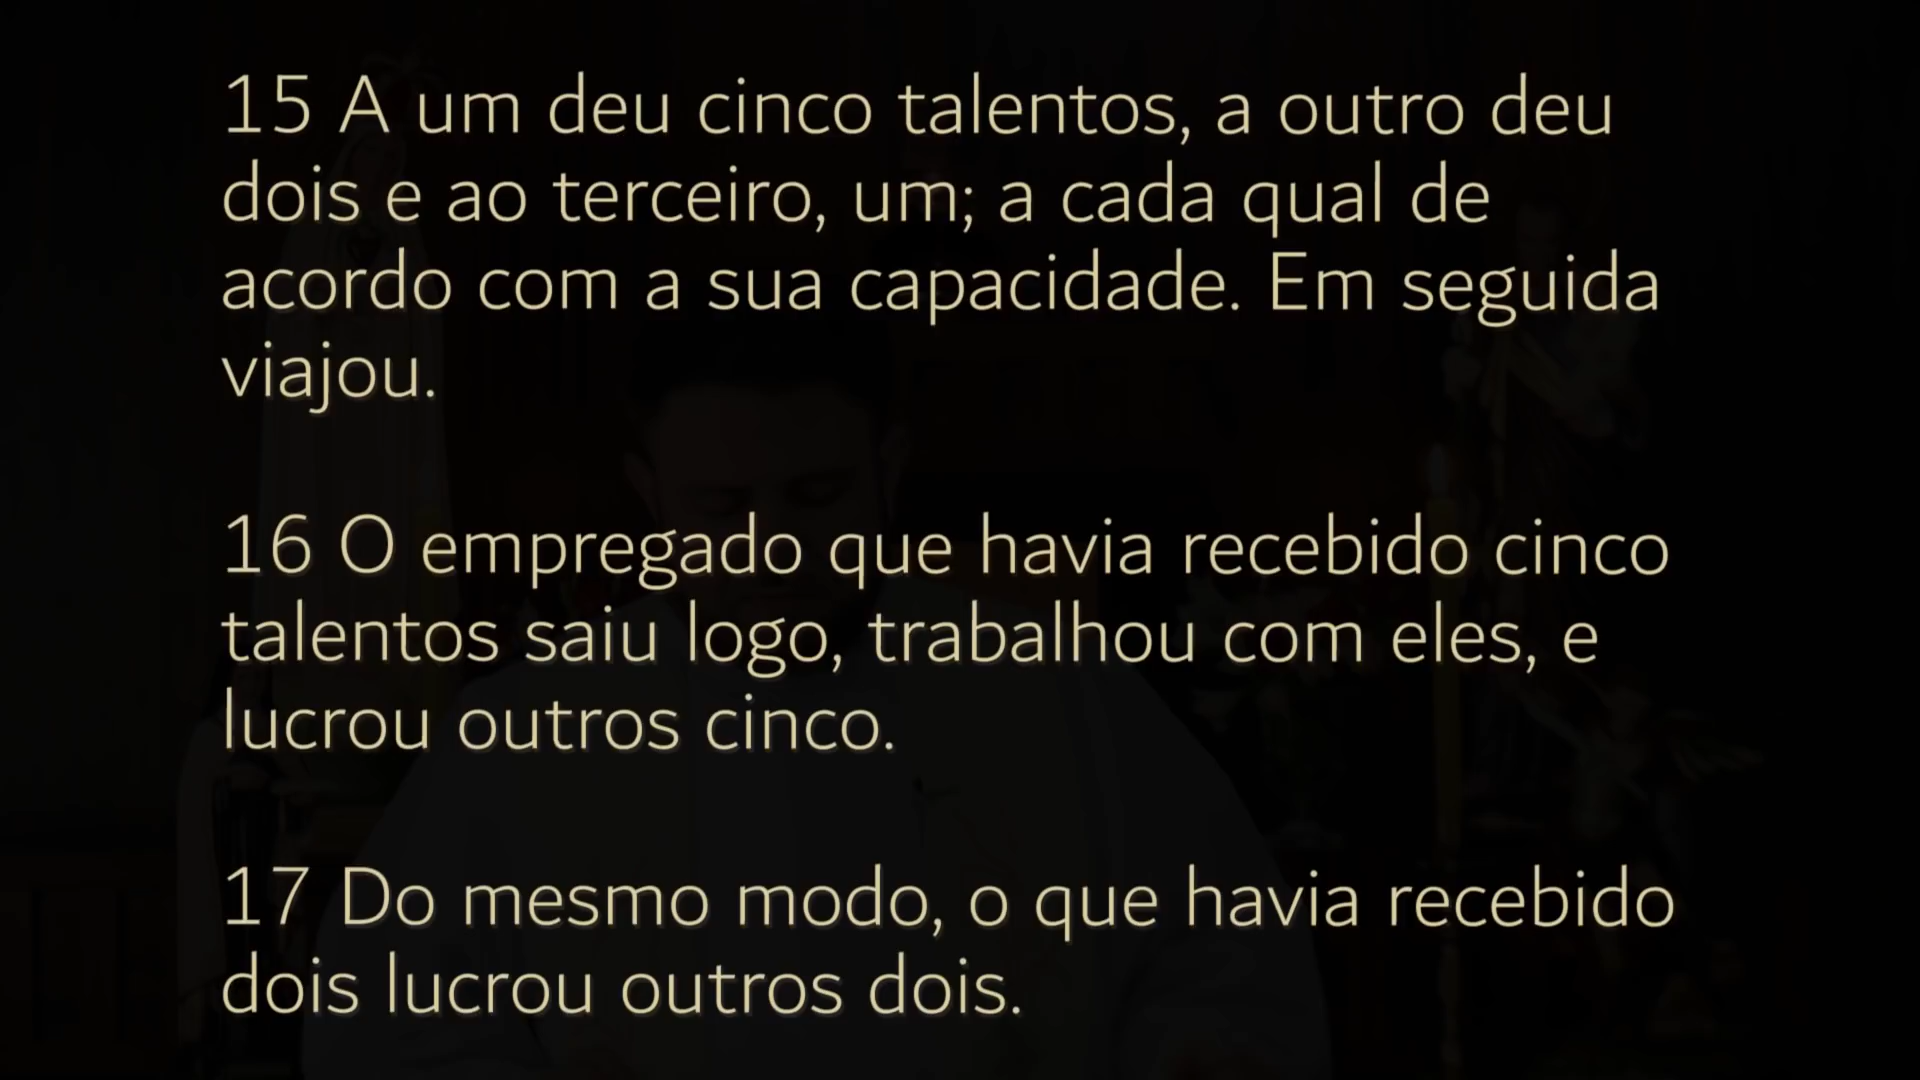 15 A um deu cinco talentos, a outro deu
dois e ao terceiro, um; a cada qual de
acordo com a sua capacidade. Em seguida
viajou.
16 O empregado que havia recebido cinco
talentos saiu logo, trabalhou com eles, e
lucrou outros cinco.
17 Do mesmo modo, o que havia recebido
dois lucrou outros dois.